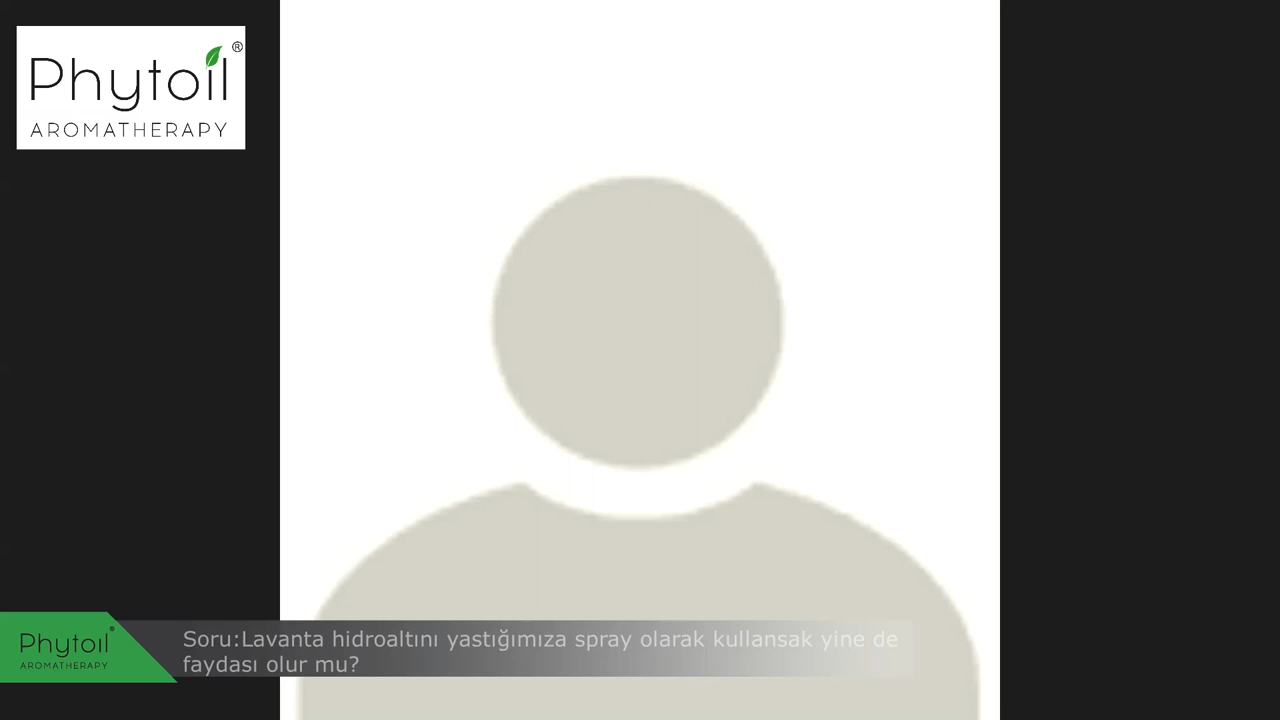 Phytoil®
AROMATHERAPY
Phytoil®
AROMATHERAPY
Soru:Lavanta hidroaltını yastığımıza spray olarak kullansak yine de
faydası olur mu?